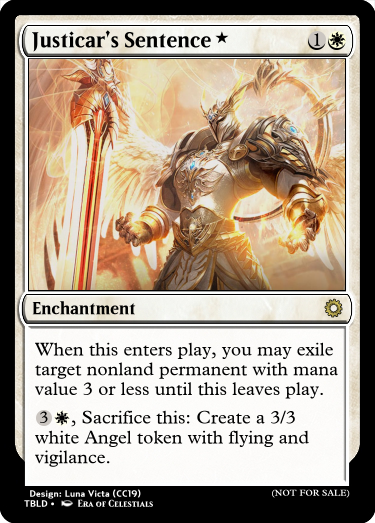 Justicar's Sentence ★ 1
Enchantment
When this enters play, you may exile
target nonland permanent with mana
value 3 or less until this leaves play.
3, Sacrifice this: Create a 3/3
white Angel token with flying and
vigilance.
Design: Luna Victa (CC19) (NOT FOR SALE)
TBLD • Era of Celestials